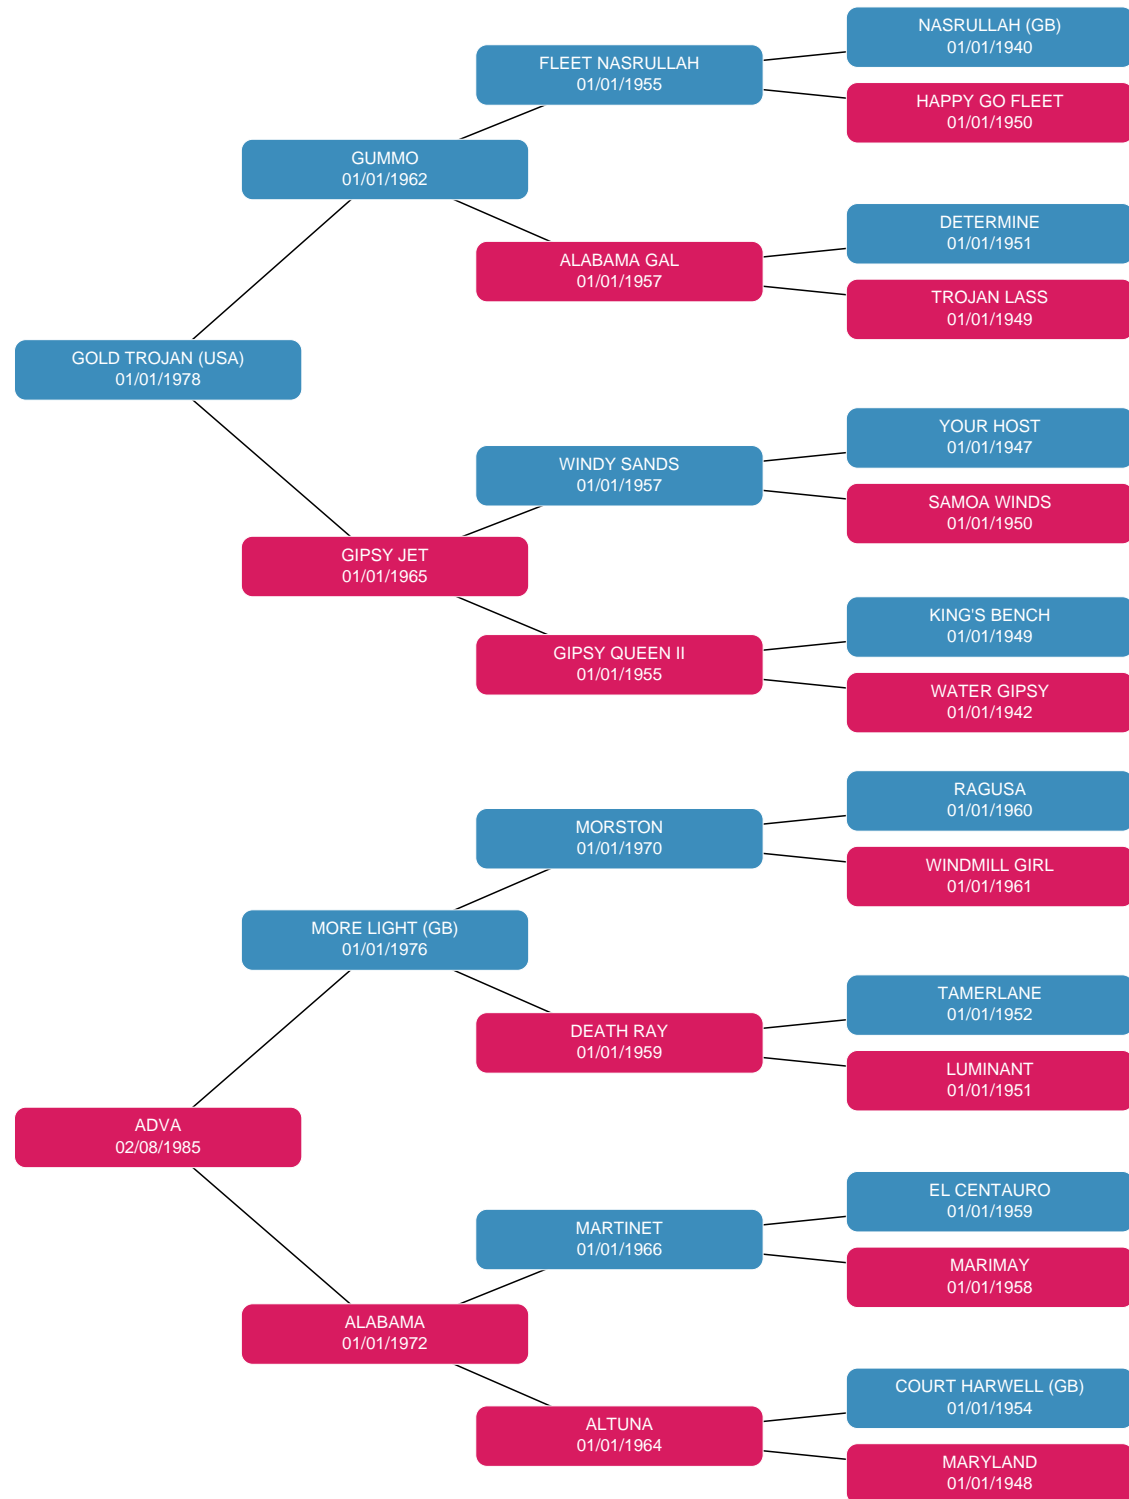 NASRULLAH (GB)
01/01/1940
FLEET NASRULLAH
01/01/1955
HAPPY GO FLEET
01/01/1950
GUMMO
01/01/1962
DETERMINE
01/01/1951
ALABAMA GAL
01/01/1957
TROJAN LASS
01/01/1949
GOLD TROJAN (USA)
01/01/1978
YOUR HOST
01/01/1947
WINDY SANDS
01/01/1957
SAMOA WINDS
01/01/1950
GIPSY JET
01/01/1965
KING'S BENCH
01/01/1949
GIPSY QUEEN II
01/01/1955
WATER GIPSY
01/01/1942
RAGUSA
01/01/1960
MORSTON
01/01/1970
WINDMILL GIRL
01/01/1961
MORE LIGHT (GB)
01/01/1976
TAMERLANE
01/01/1952
DEATH RAY
01/01/1959
LUMINANT
01/01/1951
ADVA
02/08/1985
EL CENTAURO
01/01/1959
MARTINET
01/01/1966
MARIMAY
01/01/1958
ALABAMA
01/01/1972
COURT HARWELL (GB)
01/01/1954
ALTUNA
01/01/1964
MARYLAND
01/01/1948